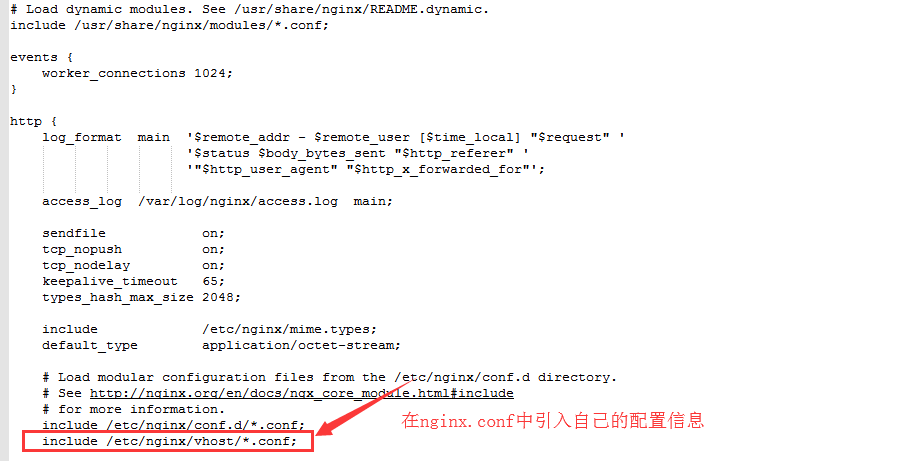 # Load dynamic modules. See /usr/share/nginx/README.dynamic.
include /usr/share/nginx/modules/*.conf;
events {
    worker_connections 1024;
}
http {
    log_format  main  '$remote_addr - $remote_user [$time_local] "$request" '
                      '$status $body_bytes_sent "$http_referer" '
                      '"$http_user_agent" "$http_x_forwarded_for"';
    access_log  /var/log/nginx/access.log  main;
    sendfile            on;
    tcp_nopush          on;
    tcp_nodelay         on;
    keepalive_timeout   65;
    types_hash_max_size 2048;
    include             /etc/nginx/mime.types;
    default_type        application/octet-stream;
    # Load modular configuration files from the /etc/nginx/conf.d directory.
    # See http://nginx.org/en/docs/ngx_core_module.html#include
    # for more information.
    include /etc/nginx/conf.d/*.conf;
在nginx.conf中引入自己的配置信息
    include /etc/nginx/vhost/*.conf;